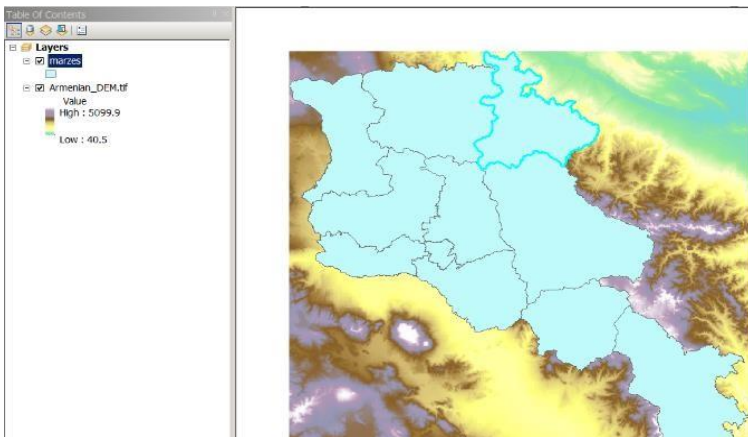 Table Of Contents
Layers
marzes
Armenian_DEM.tif
Value
High : 5099.9
Low : 40.5